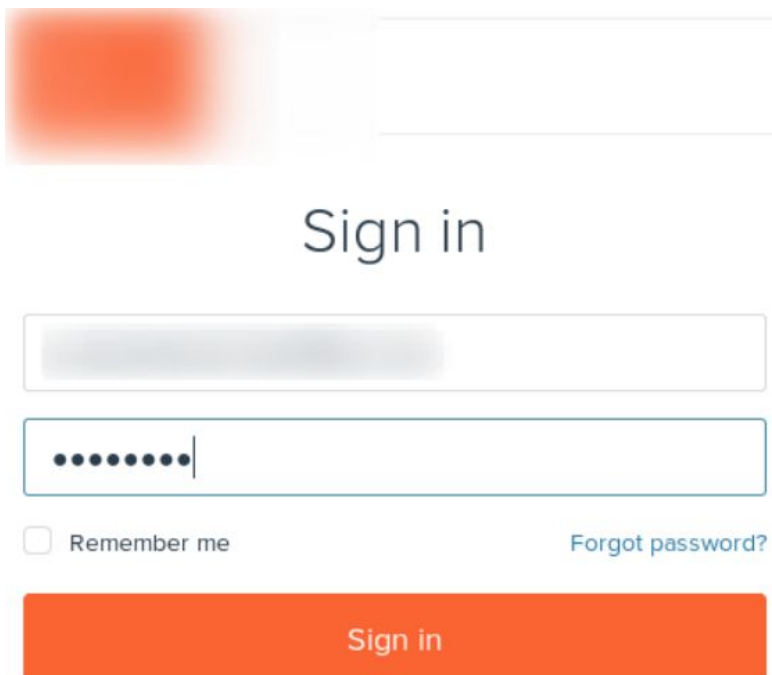 Sign in
••••••••
Remember me
Forgot password?
Sign in